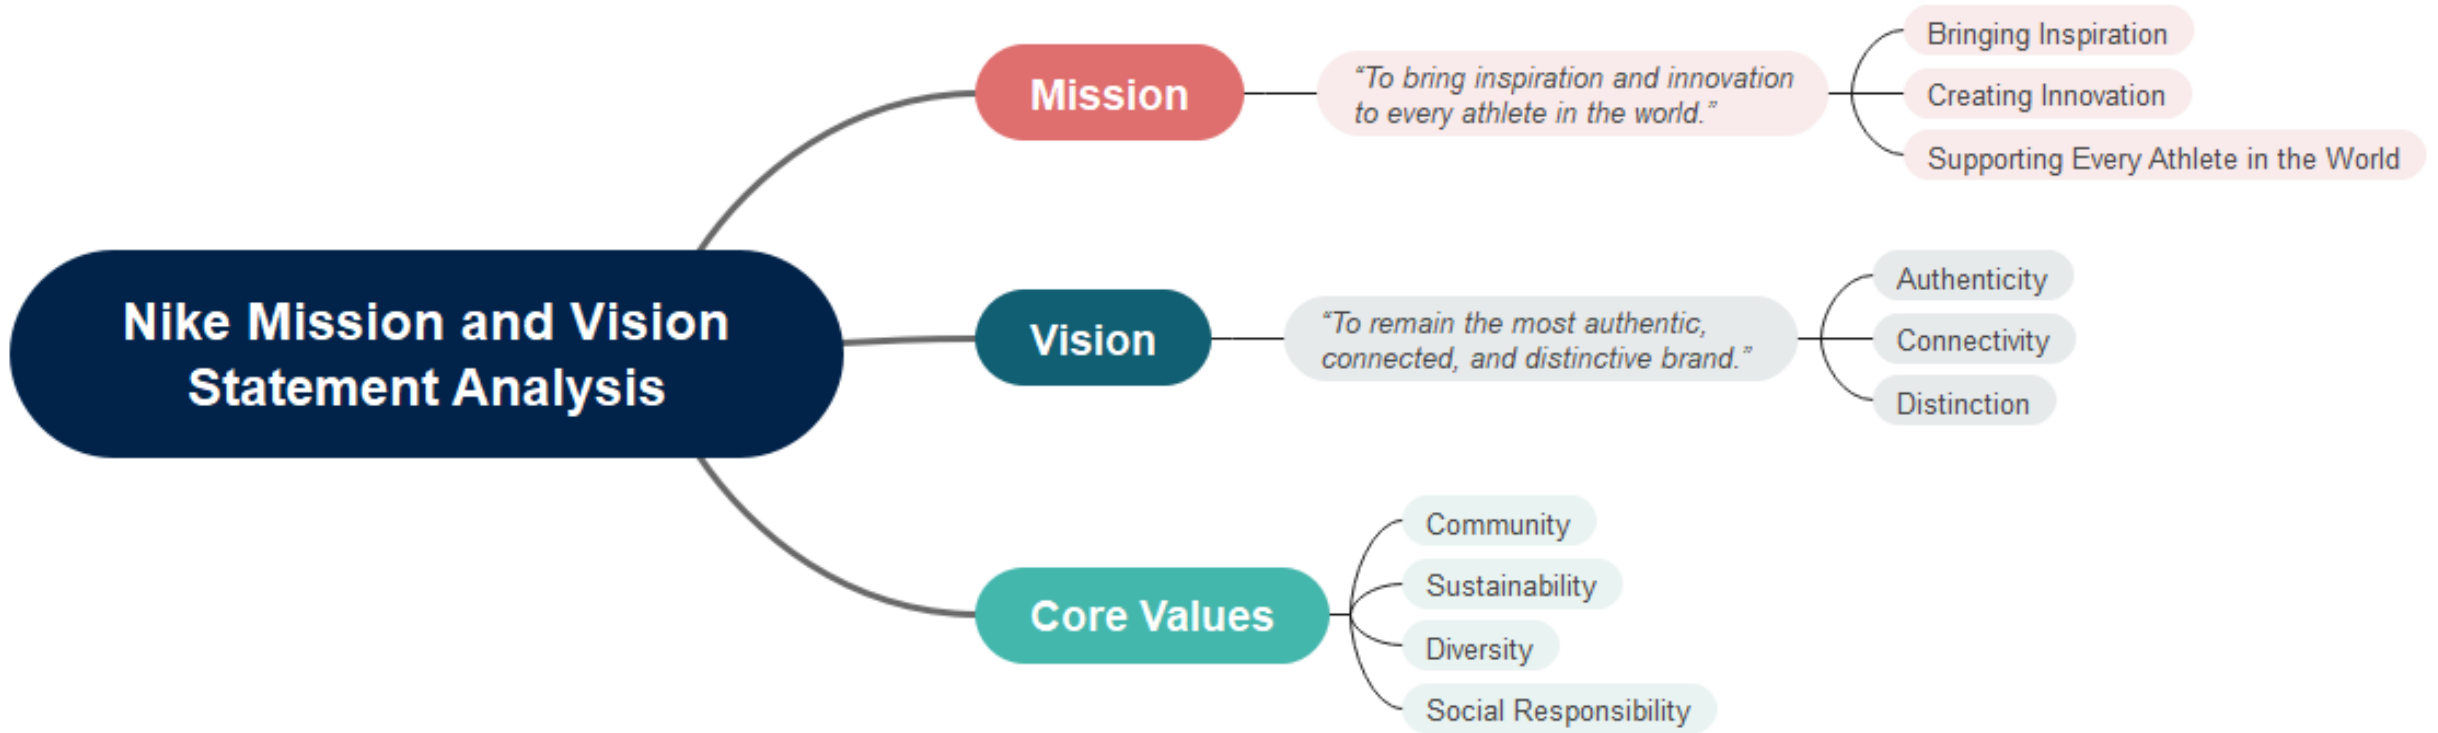 Nike Mission and Vision
Statement Analysis
Mission
“To bring inspiration and innovation
to every athlete in the world.”
Bringing Inspiration
Creating Innovation
Supporting Every Athlete in the World
Vision
“To remain the most authentic,
connected, and distinctive brand.”
Authenticity
Connectivity
Distinction
Core Values
Community
Sustainability
Diversity
Social Responsibility